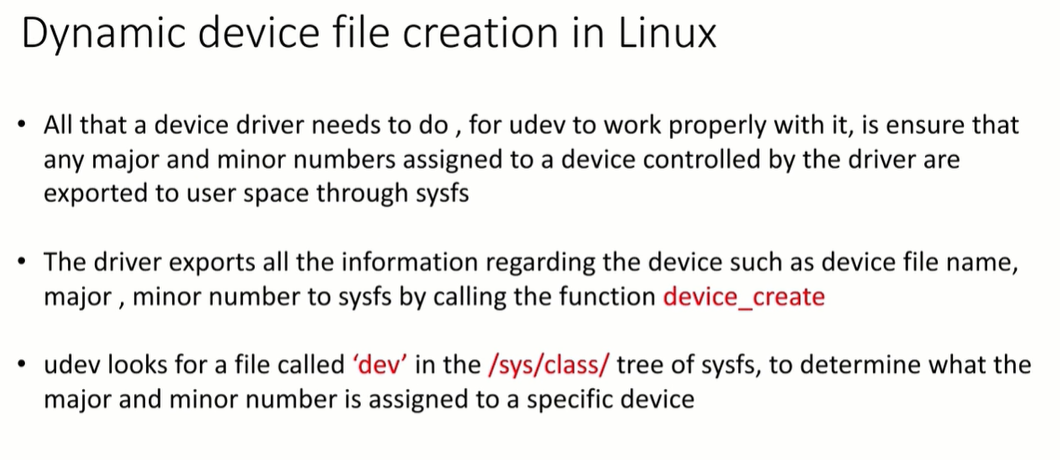 Dynamic device file creation in Linux
• All that a device driver needs to do , for udev to work properly with it, is ensure that
any major and minor numbers assigned to a device controlled by the driver are
exported to user space through sysfs
• The driver exports all the information regarding the device such as device file name,
major , minor number to sysfs by calling the function device_create
• udev looks for a file called ‘dev’ in the /sys/class/ tree of sysfs, to determine what the
major and minor number is assigned to a specific device